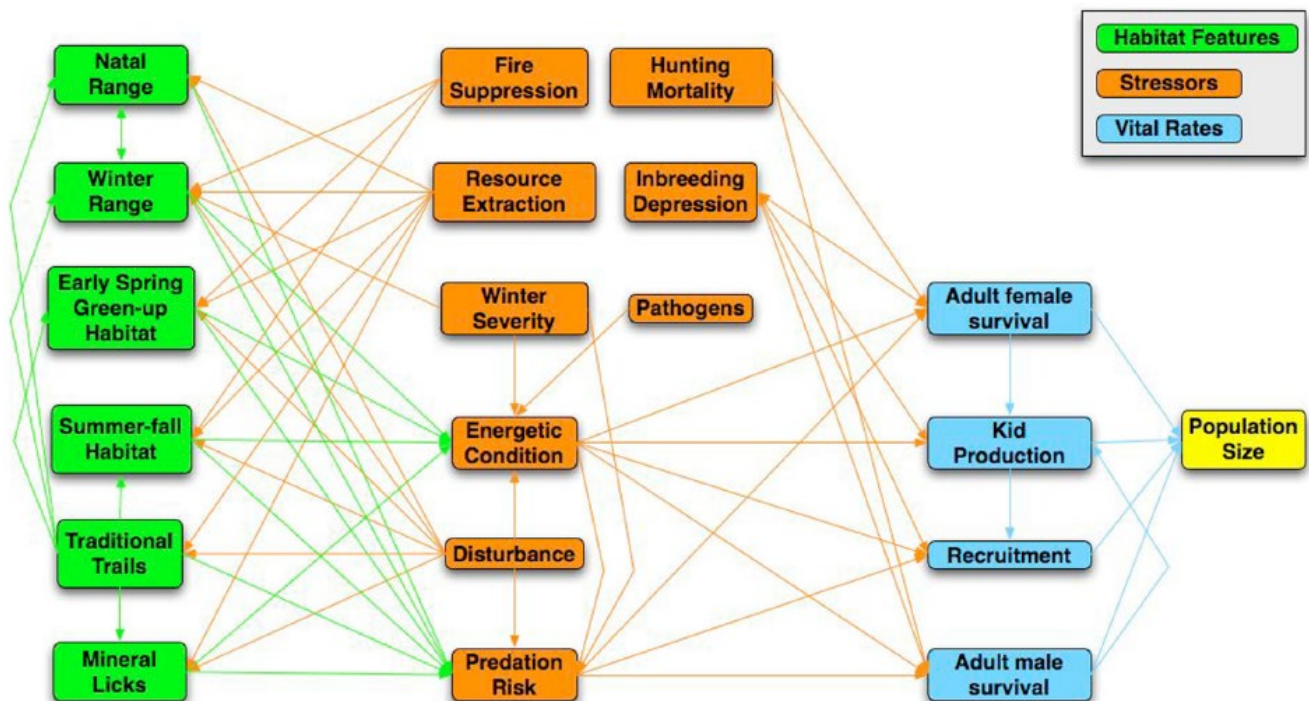 Habitat Features
Stressors
Vital Rates
Natal
Range
Fire
Suppression
Hunting
Mortality
Winter
Range
Resource
Extraction
Inbreeding
Depression
Early Spring
Green-up
Habitat
Winter
Severity
Pathogens
Adult female
survival
Summer-fall
Habitat
Energetic
Condition
Kid
Production
Population
Size
Traditional
Trails
Disturbance
Recruitment
Mineral
Licks
Predation
Risk
Adult male
survival